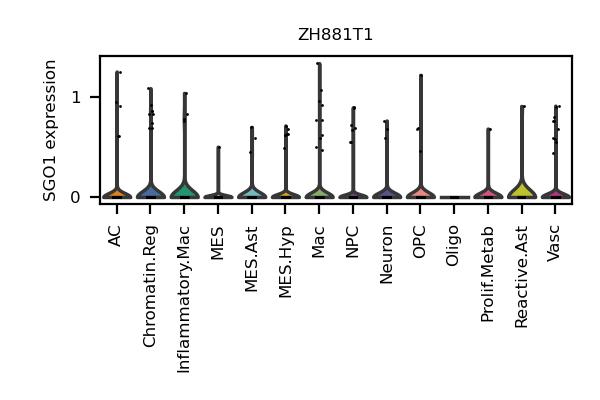 ZH881T1
SGO1 expression
1
0
AC
Chromatin.Reg
Inflammatory.Mac
MES
MES.Ast
MES.Hyp
Mac
NPC
Neuron
OPC
Oligo
Prolif.Metab
Reactive.Ast
Vasc